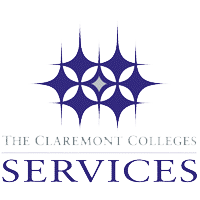 THE CLAREMONT COLLEGES
SERVICES